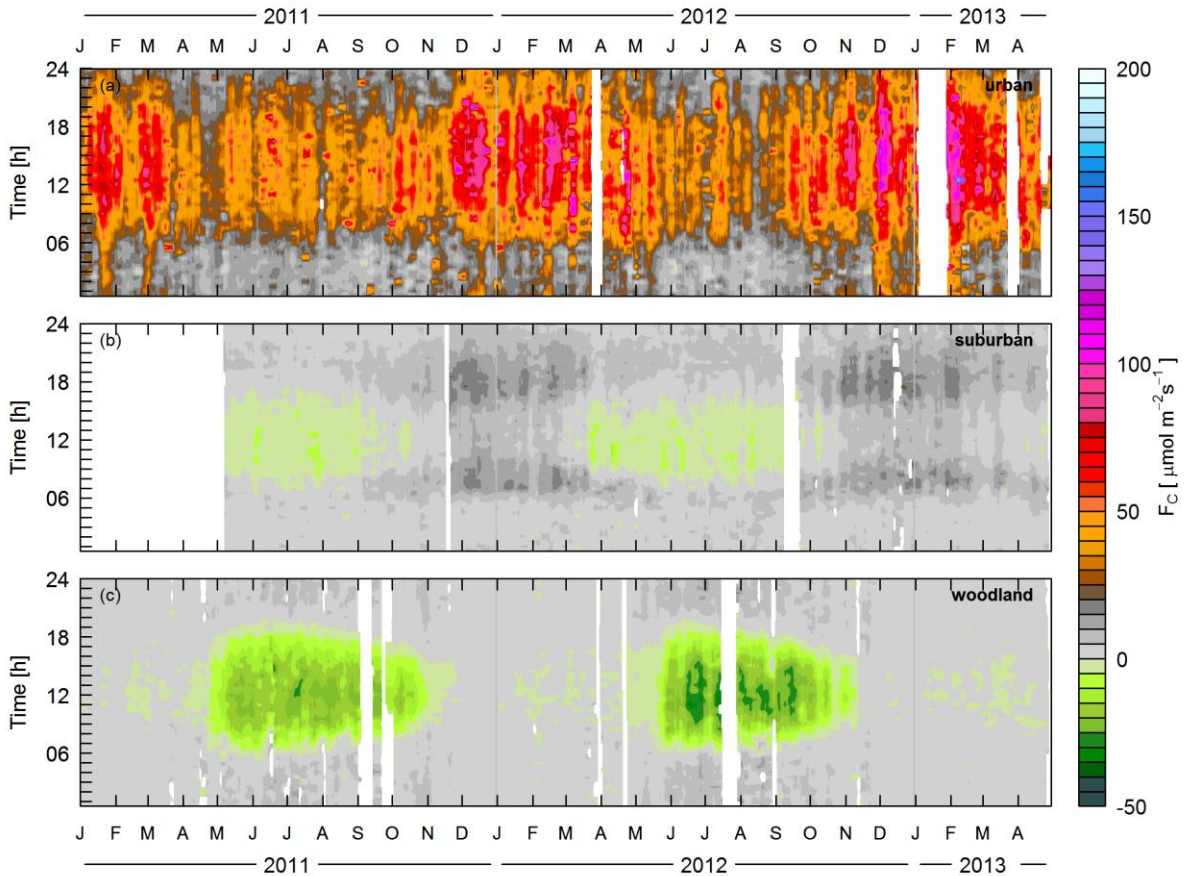 2011 2012 2013
J F M A M J J A S O N D J F M A M J J A S O N D J F M A
24 (a) urban
18
12
06
Time [h]
24 (b) suburban
18
12
06
Time [h]
24 (c) woodland
18
12
06
Time [h]
J F M A M J J A S O N D J F M A M J J A S O N D J F M A
2011 2012 2013
200
150
100
50
0
-50
F_C [ μmol m⁻² s⁻¹ ]